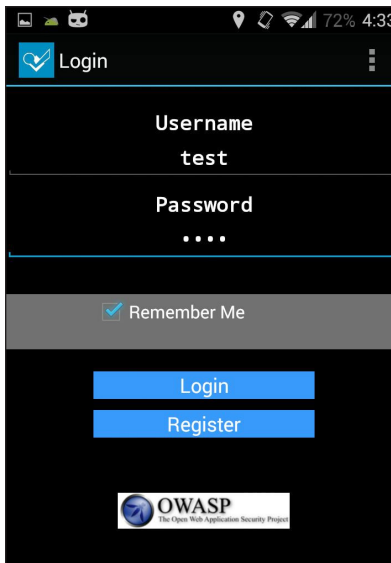 72% 4:33
Login
Username
test
Password
....
Remember Me
Login
Register
OWASP
The Open Web Application Security Project